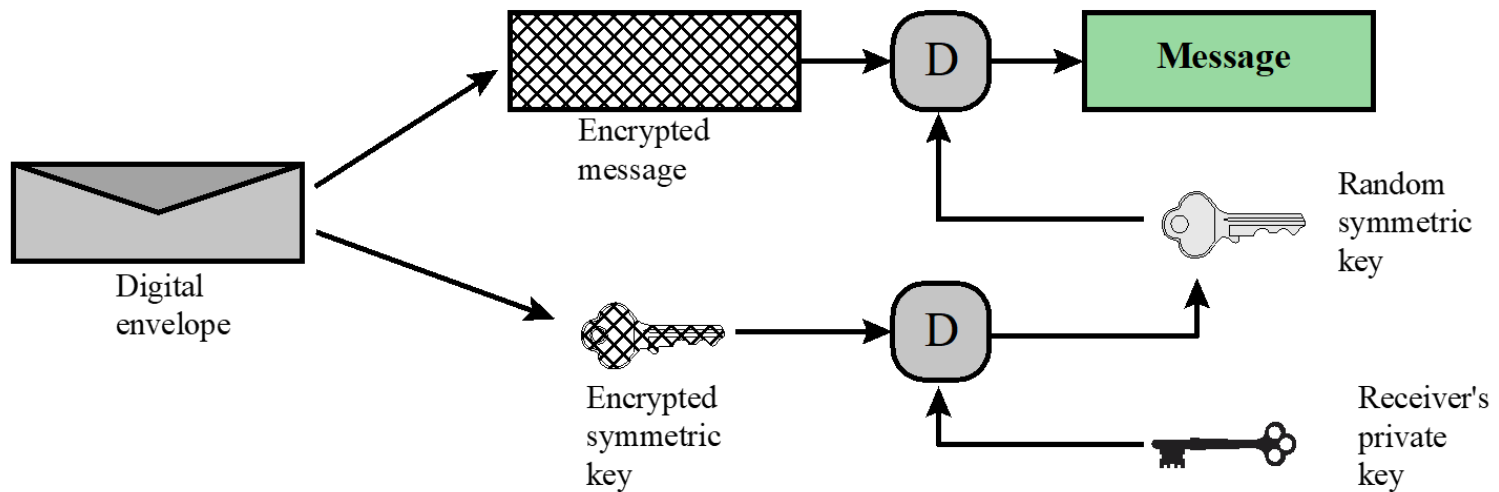 D
Message
Encrypted
message
Random
symmetric
key
Digital
envelope
D
Encrypted
symmetric
key
Receiver's
private
key